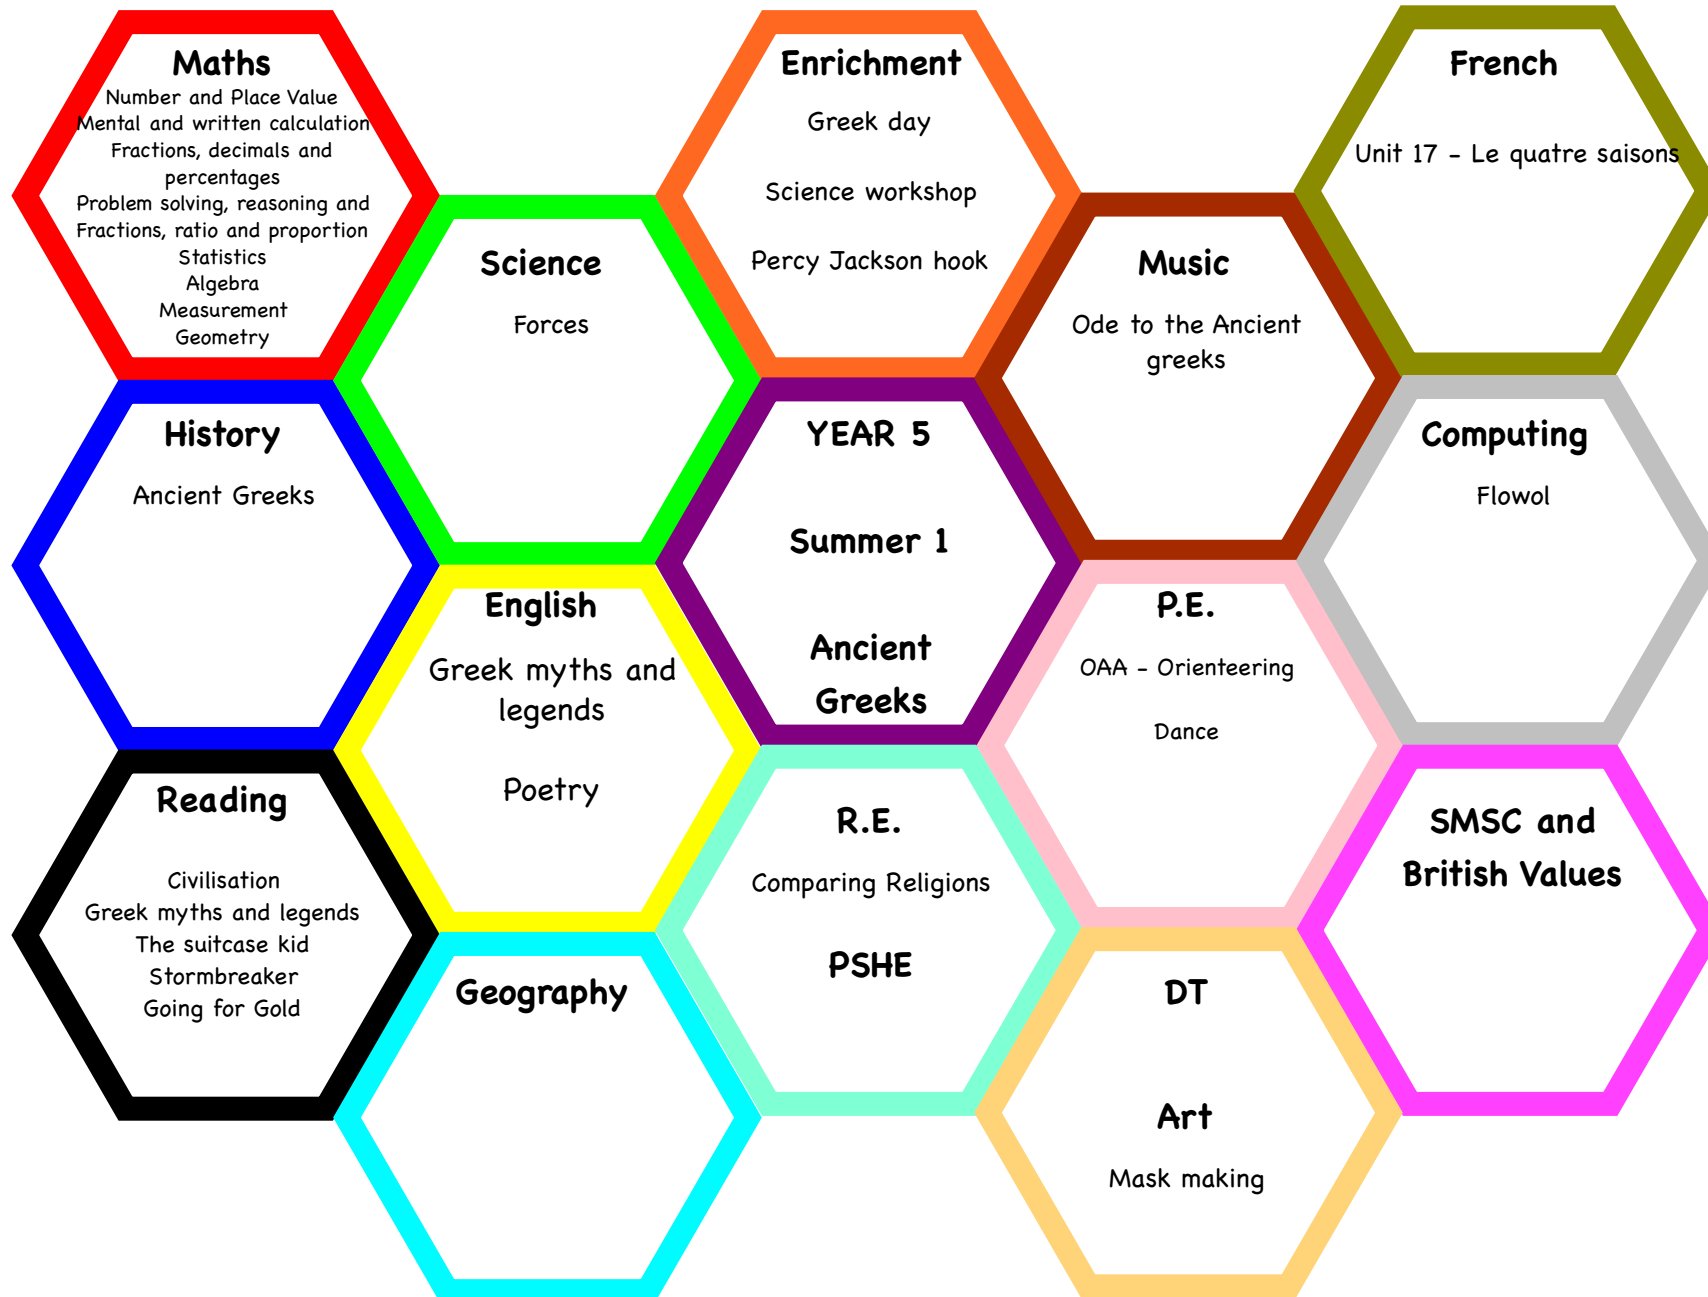 Maths
Number and Place Value
Mental and written calculation
Fractions, decimals and
percentages
Problem solving, reasoning and
Fractions, ratio and proportion
Statistics
Algebra
Measurement
Geometry
Enrichment
Greek day
Science workshop
Percy Jackson hook
French
Unit 17 - Le quatre saisons
Science
Forces
Music
Ode to the Ancient
greeks
History
Ancient Greeks
YEAR 5
Summer 1
Ancient
Greeks
Computing
Flowol
English
Greek myths and
legends
Poetry
P.E.
OAA - Orienteering
Dance
Reading
Civilisation
Greek myths and legends
The suitcase kid
Stormbreaker
Going for Gold
R.E.
Comparing Religions
PSHE
SMSC and
British Values
Geography
DT
Art
Mask making